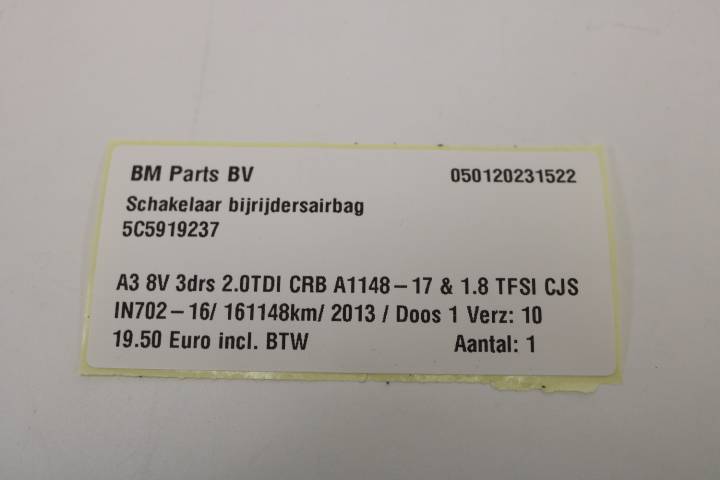 BM Parts BV 050120231522
Schakelaar bijrijdersairbag
5C5919237
A3 8V 3drs 2.0TDI CRB A1148-17 & 1.8 TFSI CJS
IN702-16/ 161148km/ 2013 / Doos 1 Verz: 10
19.50 Euro incl. BTW Aantal: 1